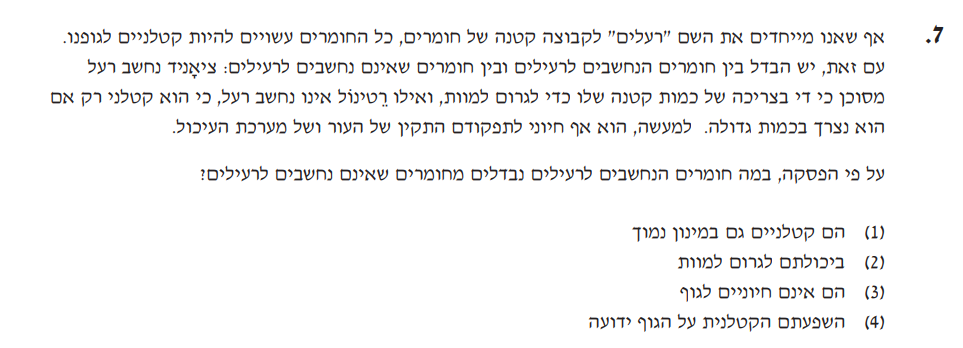 7. אף שאנו מייחדים את השם "רעלים" לקבוצה קטנה של חומרים, כל החומרים עשויים להיות קטלניים לגופנו.
עם זאת, יש הבדל בין חומרים הנחשבים לרעילים ובין חומרים שאינם נחשבים לרעילים: ציאָניד נחשב רעל
מסוכן כי די בצריכה של כמות קטנה שלו כדי לגרום למוות, ואילו רֶטינוֹל אינו נחשב רעל, כי הוא קטלני רק אם
הוא נצרך בכמות גדולה. למעשה, הוא אף חיוני לתפקודם התקין של העור ושל מערכת העיכול.
על פי הפסקה, במה חומרים הנחשבים לרעילים נבדלים מחומרים שאינם נחשבים לרעילים?
(1) הם קטלניים גם במינון נמוך
(2) ביכולתם לגרום למוות
(3) הם אינם חיוניים לגוף
(4) השפעתם הקטלנית על הגוף ידועה